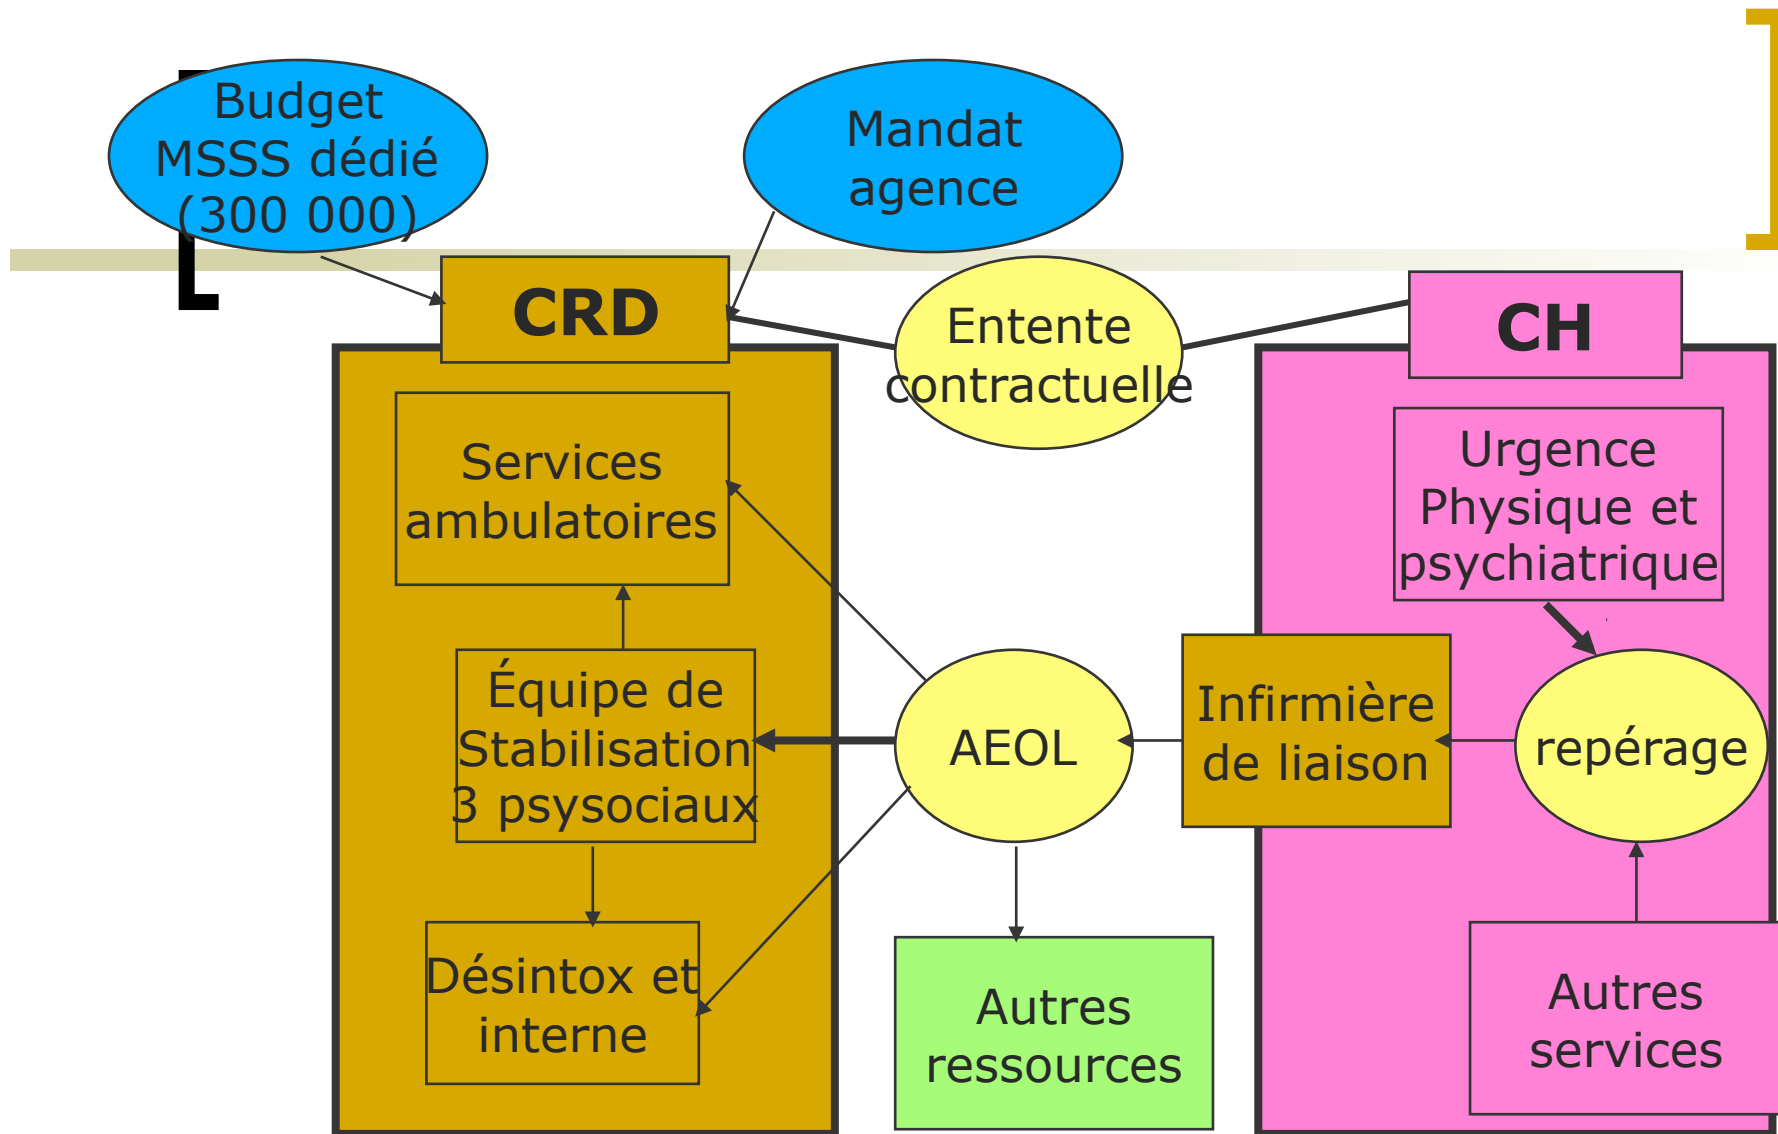 Budget
MSSS dédié
(300 000)
Mandat
agence
CRD
Entente
contractuelle
CH
Services
ambulatoires
Urgence
Physique et
psychiatrique
Équipe de
Stabilisation
3 psysociaux
AEOL
Infirmière
de liaison
repérage
Désintox et
interne
Autres
ressources
Autres
services